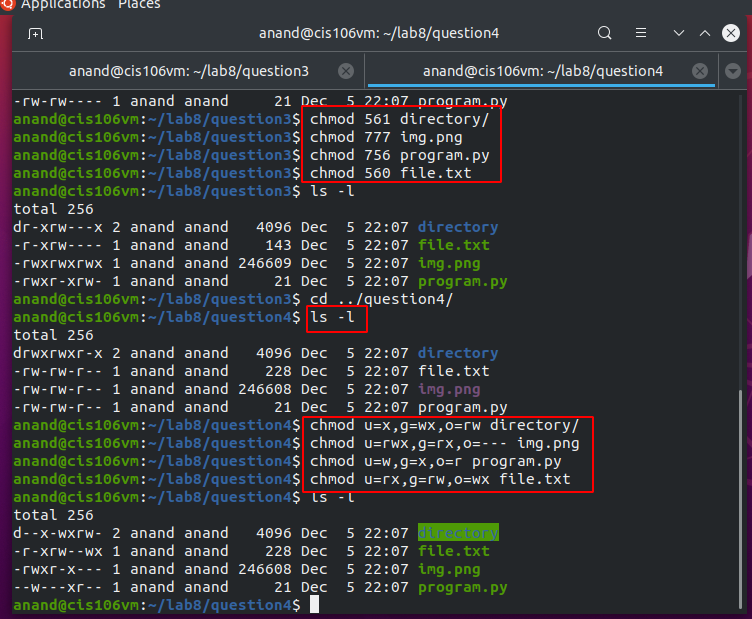 Applications Places
anand@cis106vm: ~/lab8/question4
anand@cis106vm: ~/lab8/question3 anand@cis106vm: ~/lab8/question4
-rw-rw---- 1 anand anand     21 Dec  5 22:07 program.py
anand@cis106vm:~/lab8/question3$ chmod 561 directory/
anand@cis106vm:~/lab8/question3$ chmod 777 img.png
anand@cis106vm:~/lab8/question3$ chmod 756 program.py
anand@cis106vm:~/lab8/question3$ chmod 560 file.txt
anand@cis106vm:~/lab8/question3$ ls -l
total 256
dr-xrw---x 2 anand anand   4096 Dec  5 22:07 directory
-r-xrw---- 1 anand anand    143 Dec  5 22:07 file.txt
-rwxrwxrwx 1 anand anand 246609 Dec  5 22:07 img.png
-rwxr-xrw- 1 anand anand     21 Dec  5 22:07 program.py
anand@cis106vm:~/lab8/question3$ cd ../question4/
anand@cis106vm:~/lab8/question4$ ls -l
total 256
drwxrwxr-x 2 anand anand   4096 Dec  5 22:07 directory
-rw-rw-r-- 1 anand anand    228 Dec  5 22:07 file.txt
-rw-rw-r-- 1 anand anand 246608 Dec  5 22:07 img.png
-rw-rw-r-- 1 anand anand     21 Dec  5 22:07 program.py
anand@cis106vm:~/lab8/question4$ chmod u=x,g=wx,o=rw directory/
anand@cis106vm:~/lab8/question4$ chmod u=rwx,g=rx,o=--- img.png
anand@cis106vm:~/lab8/question4$ chmod u=w,g=x,o=r program.py
anand@cis106vm:~/lab8/question4$ chmod u=rx,g=rw,o=wx file.txt
anand@cis106vm:~/lab8/question4$ ls -l
total 256
d--x-wxrw- 2 anand anand   4096 Dec  5 22:07 directory
-r-xrw--wx 1 anand anand    228 Dec  5 22:07 file.txt
-rwxr-x--- 1 anand anand 246608 Dec  5 22:07 img.png
--w---xr-- 1 anand anand     21 Dec  5 22:07 program.py
anand@cis106vm:~/lab8/question4$